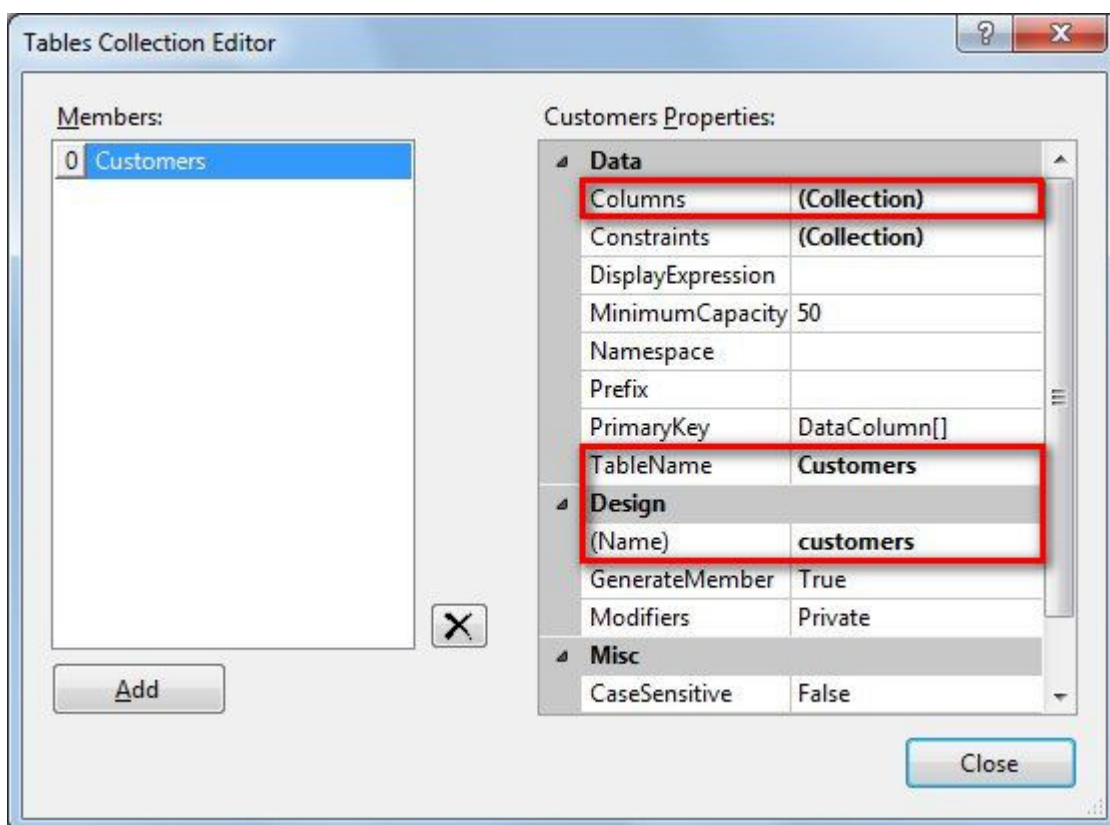 Tables Collection Editor
Members:
0 Customers
Add
Customers Properties:
Data
Columns (Collection)
Constraints (Collection)
DisplayExpression
MinimumCapacity 50
Namespace
Prefix
PrimaryKey DataColumn[]
TableName Customers
Design
(Name) customers
GenerateMember True
Modifiers Private
Misc
CaseSensitive False
Close